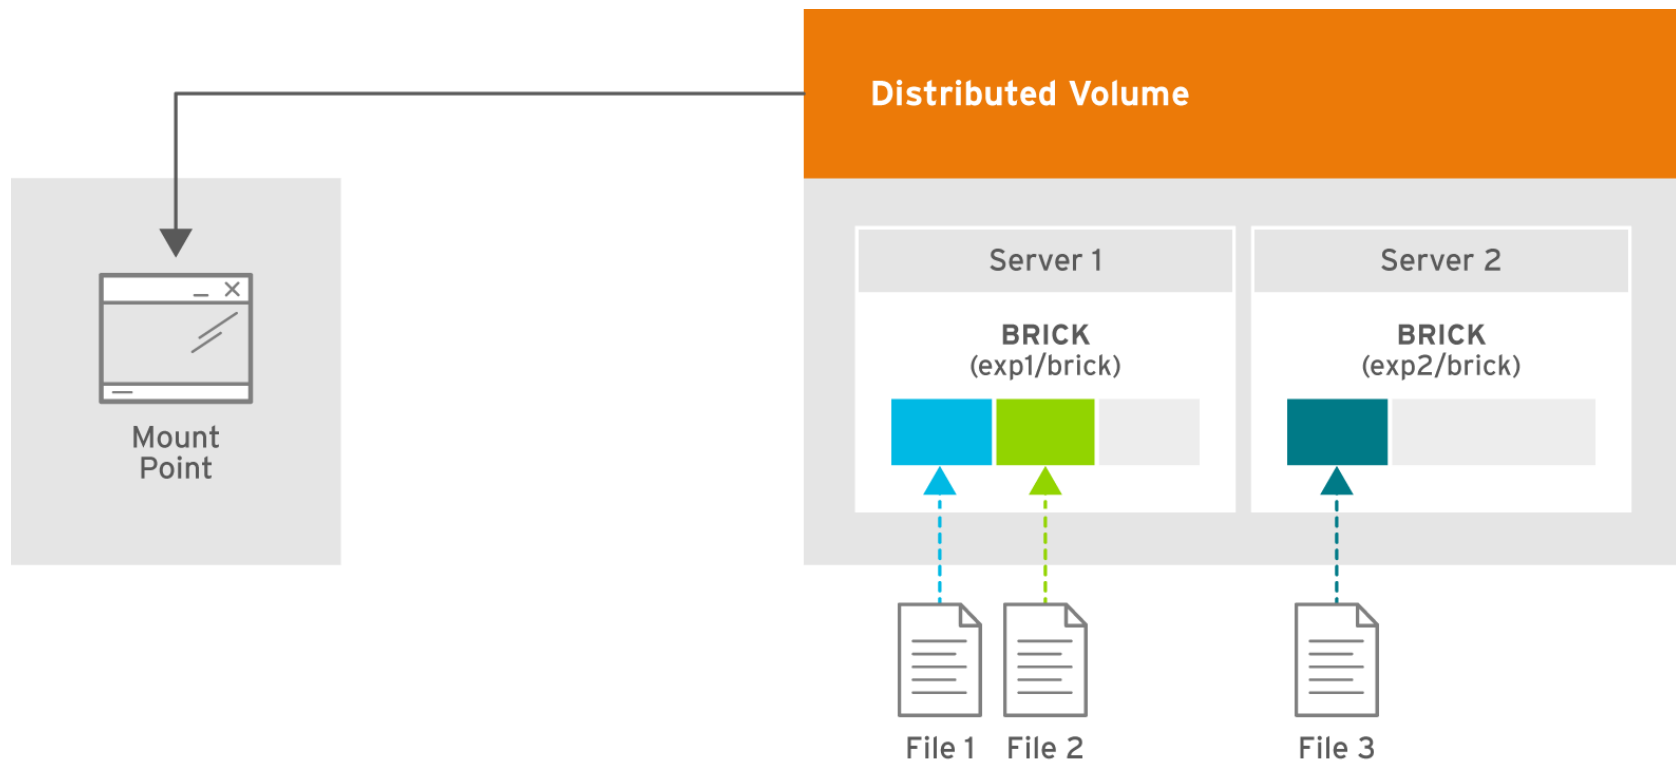 Distributed Volume
Server 1
Server 2
BRICK
(exp1/brick)
BRICK
(exp2/brick)
Mount
Point
File 1
File 2
File 3